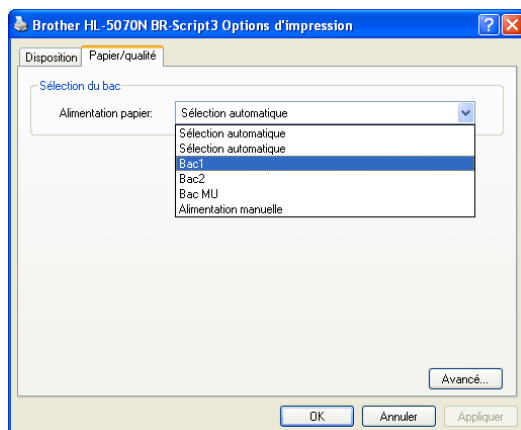 Brother HL-5070N BR-Script3 Options d'impression
Disposition
Papier/qualité
Sélection du bac
Alimentation papier:
Sélection automatique
Sélection automatique
Sélection automatique
Bac1
Bac2
Bac MU
Alimentation manuelle
Avancé...
OK
Annuler
Appliquer